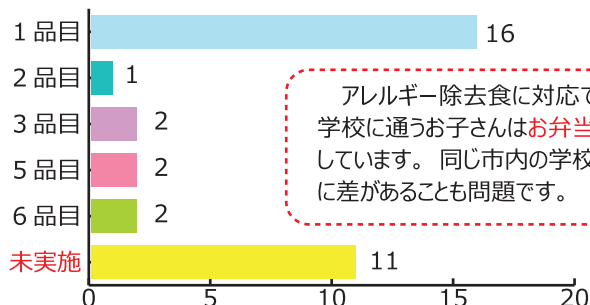 1 品目
16
2 品目
1
3 品目
2
5 品目
2
6 品目
2
未実施
11
0 5 10 15 20
アレルギー除去食に対応で
学校に通うお子さんはお弁当
しています。 同じ市内の学校
に差があることも問題です。